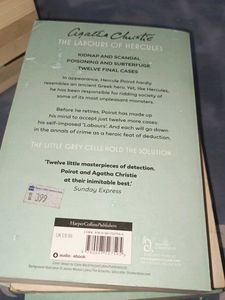 Agatha Christie
THE LABOURS OF HERCULES
KIDNAP AND SCANDAL
POISONING AND SUBTERFUGE
TWELVE FINAL CASES
In appearance, Hercule Poirot hardly
resembles an ancient Greek hero. Yet, like Hercules,
he has been responsible for ridding society of
some of its most unpleasant monsters.
Before he retires, Poirot has made up
his mind to accept just twelve more cases:
his self-imposed 'Labours'. And each will go down
in the annals of crime as a heroic feat of deduction.
THE LITTLE GREY CELLS HOLD THE SOLUTION
'Twelve little masterpieces of detection.
Poirot and Agatha Christie
at their inimitable best.'
Sunday Express
399
HarperCollinsPublishers
audio ebook